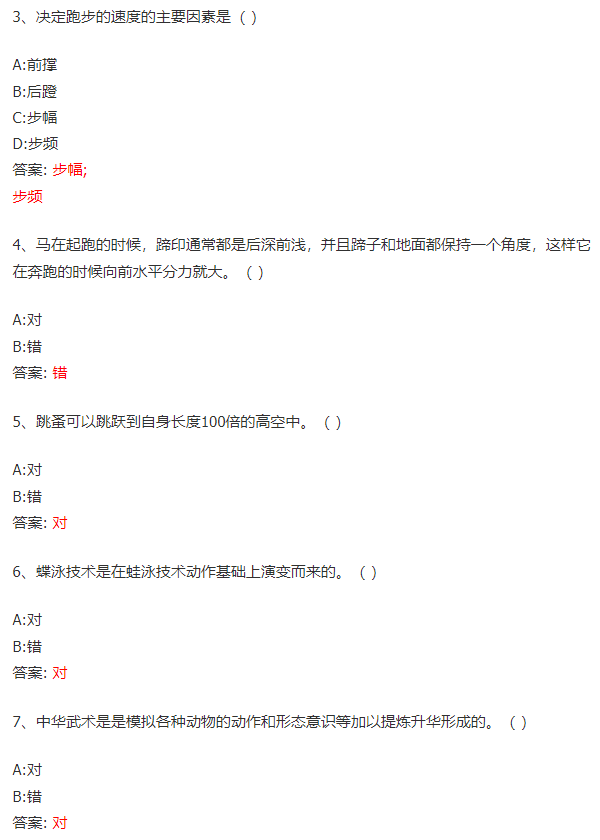 3、决定跑步的速度的主要因素是（ ）
A:前撑
B:后蹬
C:步幅
D:步频
答案: 步幅;
步频
4、马在起跑的时候，蹄印通常都是后深前浅，并且蹄子和地面都保持一个角度，这样它
在奔跑的时候向前水平分力就大。（ ）
A:对
B:错
答案: 错
5、跳蚤可以跳跃到自身长度100倍的高空中。（ ）
A:对
B:错
答案: 对
6、蝶泳技术是在蛙泳技术动作基础上演变而来的。（ ）
A:对
B:错
答案: 对
7、中华武术是是模拟各种动物的动作和形态意识等加以提炼升华形成的。（ ）
A:对
B:错
答案: 对